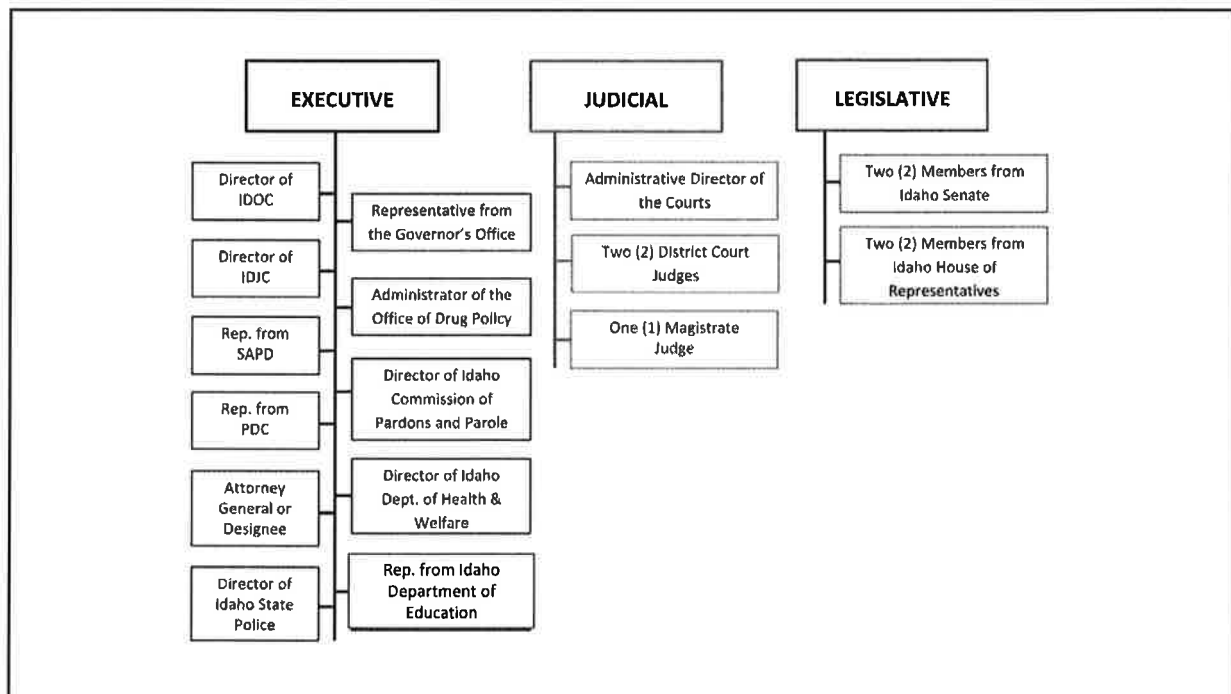 EXECUTIVE
Director of
IDOC
Representative from
the Governor's Office
Director of
IDJC
Administrator of the
Office of Drug Policy
Rep. from
SAPD
Director of Idaho
Commission of
Pardons and Parole
Rep. from
PDC
Attorney
General or
Designee
Director of Idaho
Dept. of Health &
Welfare
Director of
Idaho State
Police
Rep. from Idaho
Department of
Education
JUDICIAL
Administrative Director of
the Courts
Two (2) District Court
Judges
One (1) Magistrate
Judge
LEGISLATIVE
Two (2) Members from
Idaho Senate
Two (2) Members from
Idaho House of
Representatives